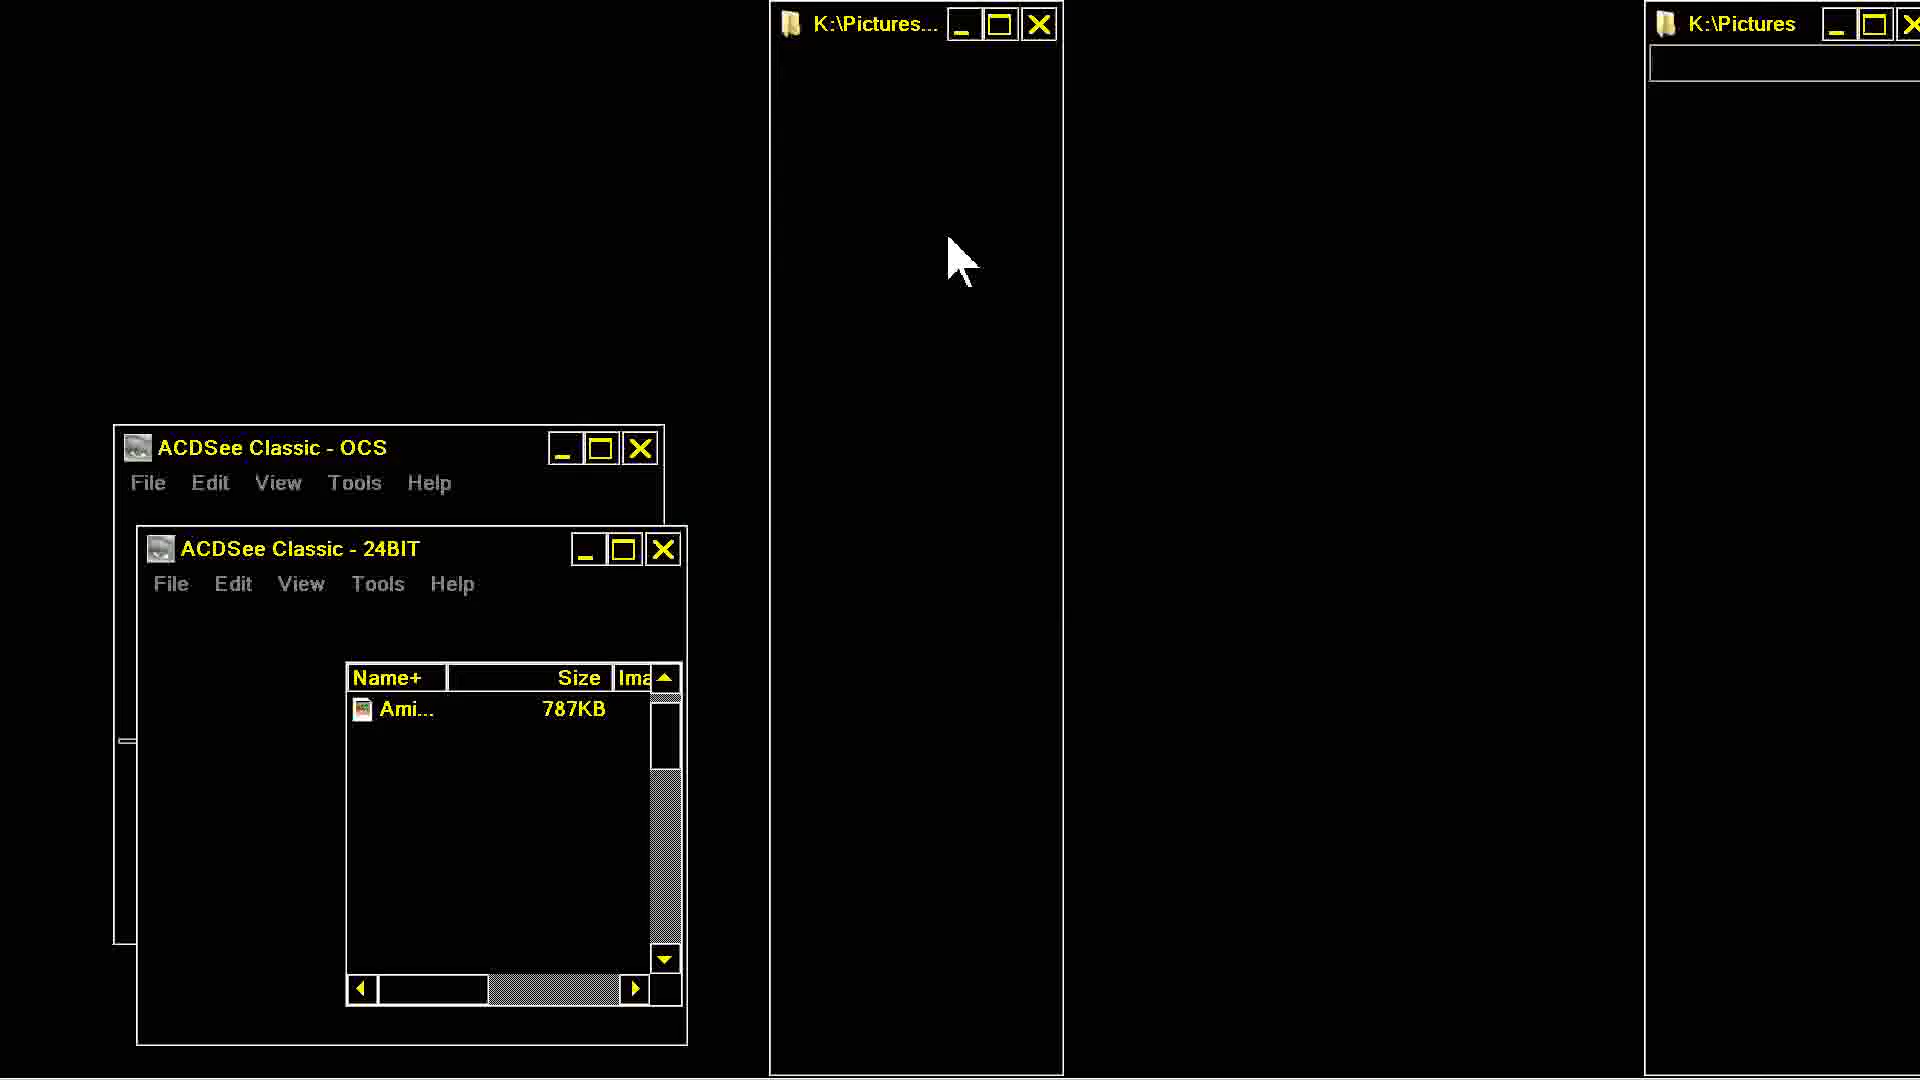 K:\Pictures...
K:\Pictures
ACDSee Classic - OCS
File Edit View Tools Help
ACDSee Classic - 24BIT
File Edit View Tools Help
Name+ Size Ima
Ami... 787KB